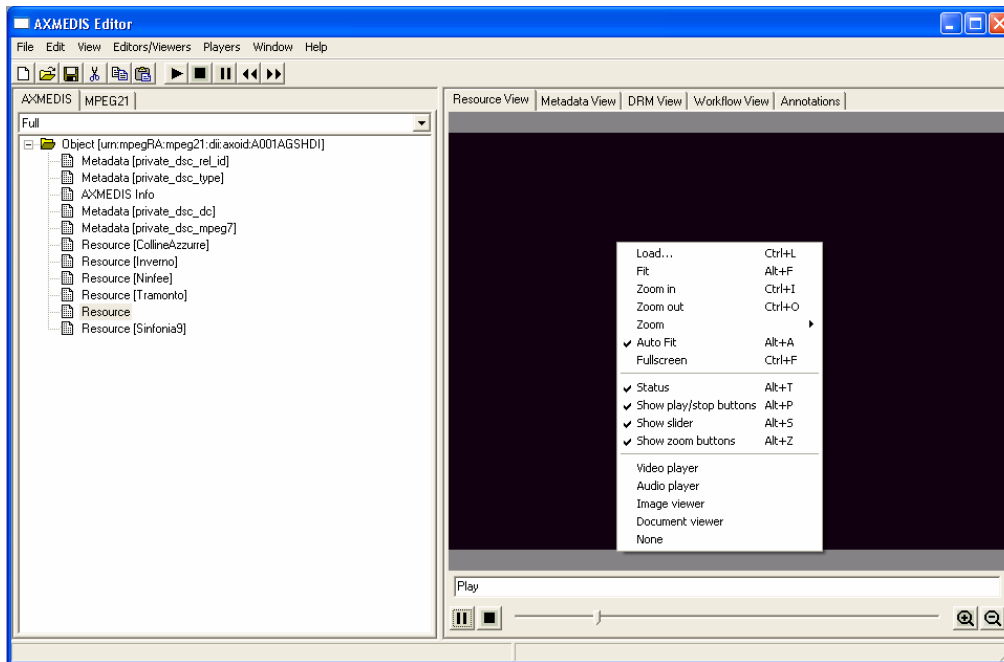 AXMEDIS Editor
File Edit View Editors/Viewers Players Window Help
AXMEDIS MPEG21
Full
Object [urn:mpegRA:mpeg21:dii:axoid:A001AGSHDI]
Metadata [private_dsc_rel_id]
Metadata [private_dsc_type]
AXMEDIS Info
Metadata [private_dsc_dc]
Metadata [private_dsc_mpeg7]
Resource [CollineAzzurre]
Resource [Inverno]
Resource [Ninfee]
Resource [Tramonto]
Resource
Resource [Sinfonia9]
Resource View Metadata View DRM View Workflow View Annotations
Load... Ctrl+L
Fit Alt+F
Zoom in Ctrl+I
Zoom out Ctrl+O
Zoom
Auto Fit Alt+A
Fullscreen Ctrl+F
Status Alt+T
Show play/stop buttons Alt+P
Show slider Alt+S
Show zoom buttons Alt+Z
Video player
Audio player
Image viewer
Document viewer
None
Play